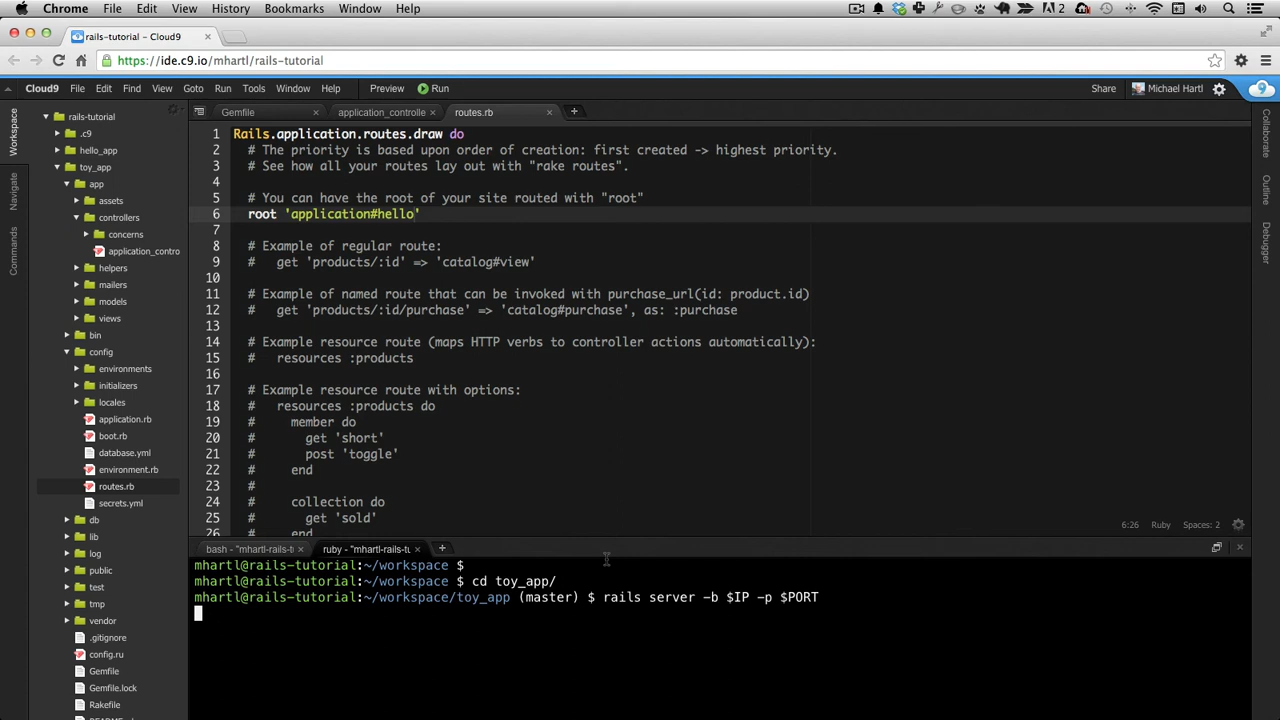 Chrome File Edit View History Bookmarks Window Help
rails-tutorial – Cloud9
https://ide.c9.io/mhartl/rails-tutorial
Cloud9 File Edit Find View Goto Run Tools Window Help Preview Run Share Michael Hartl
Gemfile application_controlle routes.rb
Workspace
Navigate
Commands
rails-tutorial
.c9
hello_app
toy_app
app
assets
controllers
concerns
application_contro
helpers
mailers
models
views
bin
config
environments
initializers
locales
application.rb
boot.rb
database.yml
environment.rb
routes.rb
secrets.yml
db
lib
log
public
test
tmp
vendor
.gitignore
config.ru
Gemfile
Gemfile.lock
Rakefile
1 Rails.application.routes.draw do
2 # The priority is based upon order of creation: first created -> highest priority.
3 # See how all your routes lay out with "rake routes".
4
5 # You can have the root of your site routed with "root"
6 root 'application#hello'
7
8 # Example of regular route:
9 #   get 'products/:id' => 'catalog#view'
10
11 # Example of named route that can be invoked with purchase_url(id: product.id)
12 #   get 'products/:id/purchase' => 'catalog#purchase', as: :purchase
13
14 # Example resource route (maps HTTP verbs to controller actions automatically):
15 #   resources :products
16
17 # Example resource route with options:
18 #   resources :products do
19 #     member do
20 #       get 'short'
21 #       post 'toggle'
22 #     end
23 #
24 #     collection do
25 #       get 'sold'
26 #     end
6:26 Ruby Spaces: 2
Collaborate
Outline
Debugger
bash - "mhartl-rails-t ruby - "mhartl-rails-tu
mhartl@rails-tutorial:~/workspace $
mhartl@rails-tutorial:~/workspace $ cd toy_app/
mhartl@rails-tutorial:~/workspace/toy_app (master) $ rails server -b $IP -p $PORT